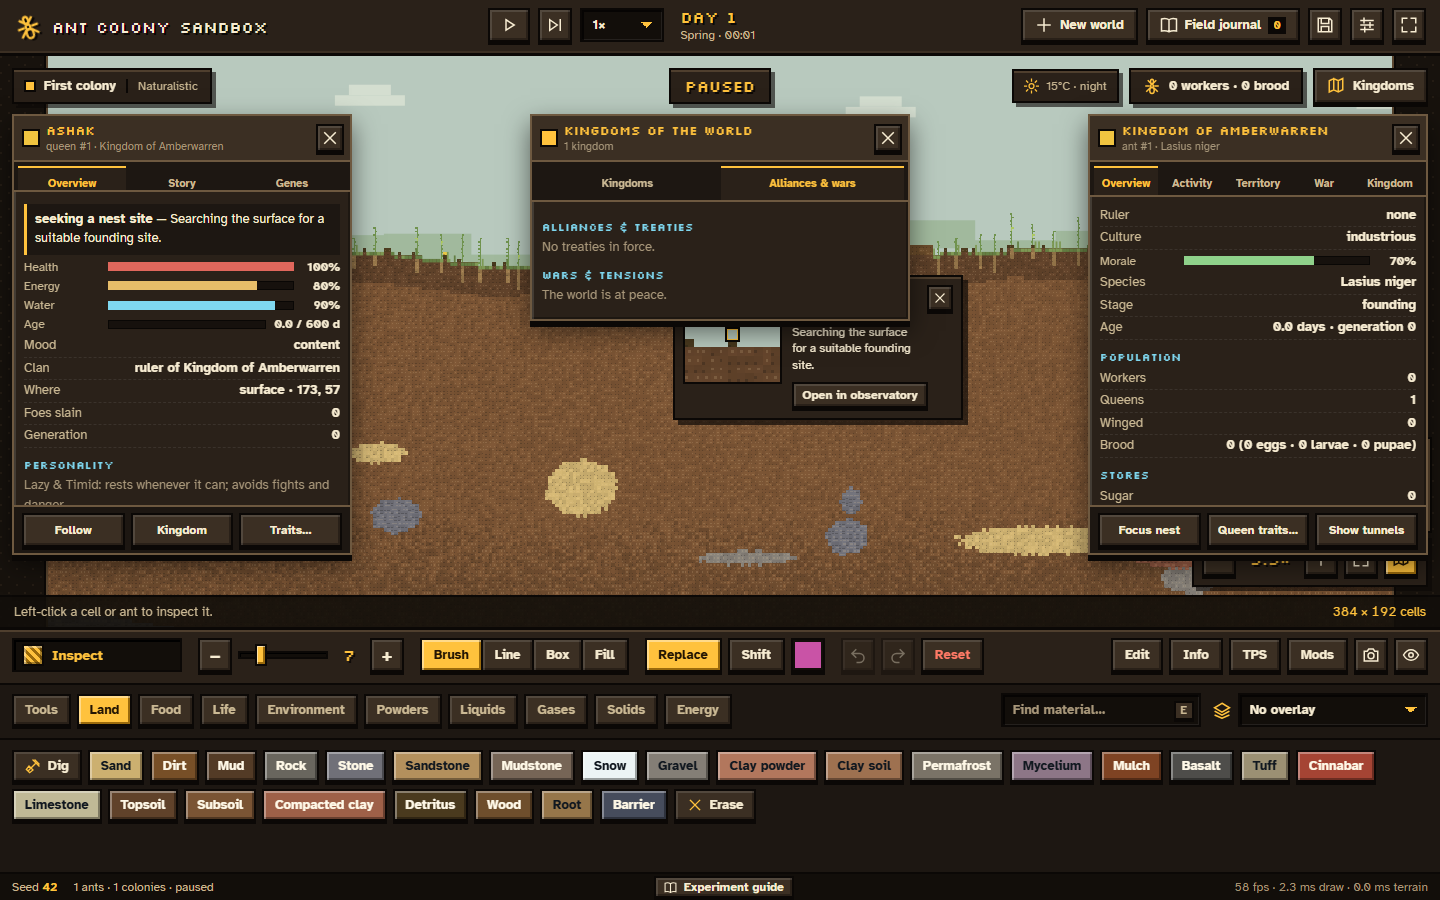 ANT COLONY SANDBOX
1×
DAY 1
Spring · 00:01
New world
Field journal 0
First colony Naturalistic
PAUSED
15°C · night
0 workers · 0 brood
Kingdoms
ASHAK
queen #1 · Kingdom of Amberwarren
Overview Story Genes
seeking a nest site — Searching the surface for a
suitable founding site.
Health 100%
Energy 80%
Water 90%
Age 0.0 / 600 d
Mood content
Clan ruler of Kingdom of Amberwarren
Where surface · 173, 57
Foes slain 0
Generation 0
PERSONALITY
Lazy & Timid: rests whenever it can; avoids fights and
danger.
Follow Kingdom Traits...
KINGDOMS OF THE WORLD
1 kingdom
Kingdoms Alliances & wars
ALLIANCES & TREATIES
No treaties in force.
WARS & TENSIONS
The world is at peace.
Searching the surface
for a suitable founding
site.
Open in observatory
KINGDOM OF AMBERWARREN
ant #1 · Lasius niger
Overview Activity Territory War Kingdom
Ruler none
Culture industrious
Morale 70%
Species Lasius niger
Stage founding
Age 0.0 days · generation 0
POPULATION
Workers 0
Queens 1
Winged 0
Brood 0 (0 eggs · 0 larvae · 0 pupae)
STORES
Sugar 0
Focus nest Queen traits... Show tunnels
Left-click a cell or ant to inspect it.
384 × 192 cells
Inspect
− 7 +
Brush Line Box Fill
Replace Shift
Reset
Edit Info TPS Mods
Tools Land Food Life Environment Powders Liquids Gases Solids Energy
Find material... E
No overlay
Dig Sand Dirt Mud Rock Stone Sandstone Mudstone Snow Gravel Clay powder Clay soil Permafrost Mycelium Mulch Basalt Tuff Cinnabar
Limestone Topsoil Subsoil Compacted clay Detritus Wood Root Barrier Erase
Seed 42 1 ants · 1 colonies · paused
Experiment guide
58 fps · 2.3 ms draw · 0.0 ms terrain